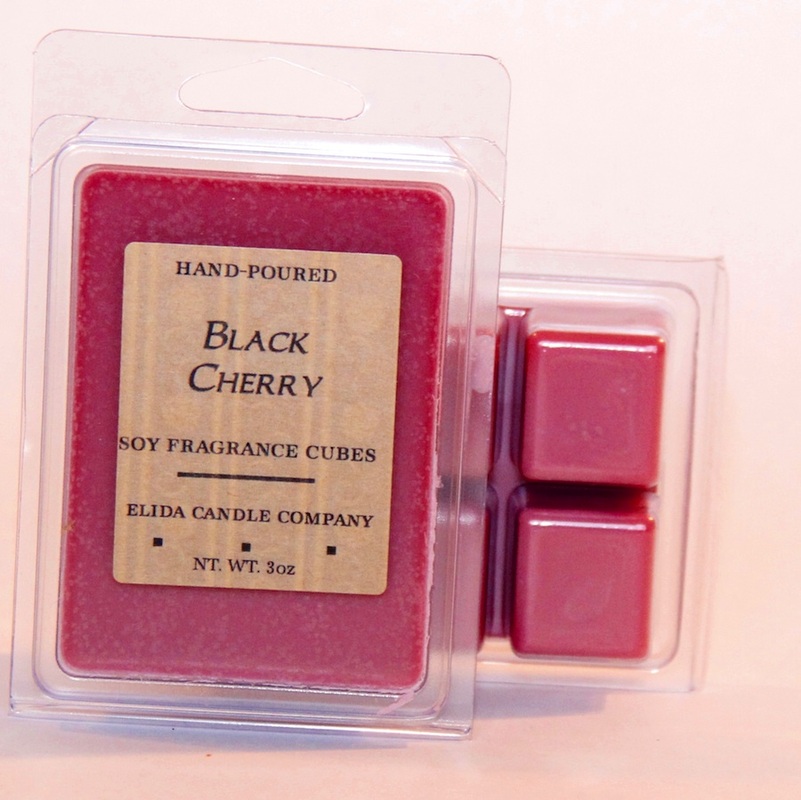 HAND-POURED
BLACK
CHERRY
SOY FRAGRANCE CUBES
ELIDA CANDLE COMPANY
NT. WT. 3oz